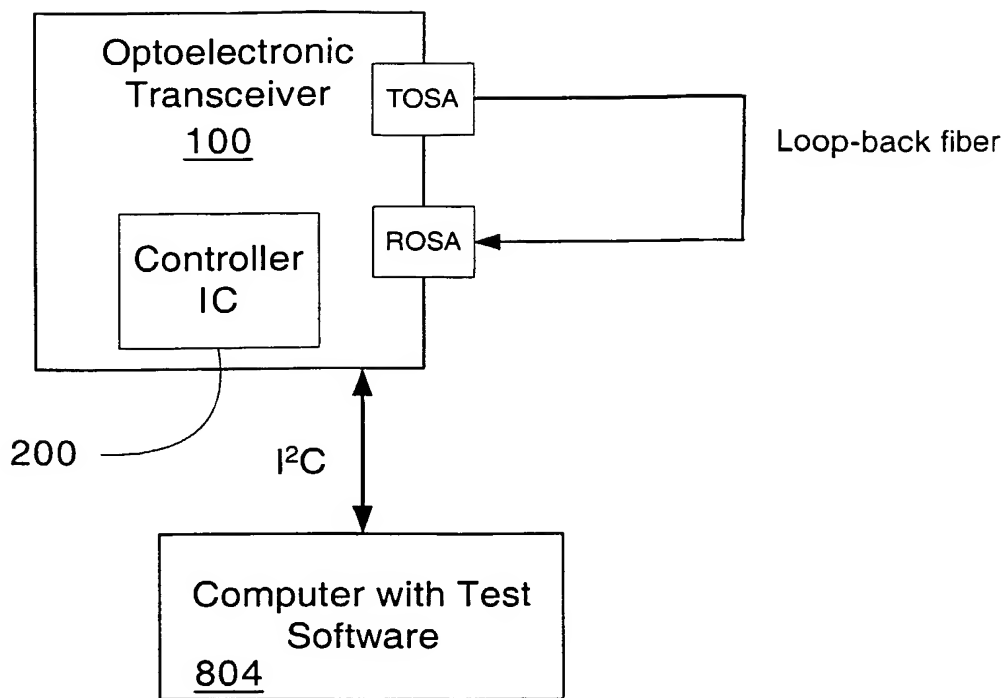 Optoelectronic
Transceiver
100
TOSA
Loop-back fiber
ROSA
Controller
IC
200
I²C
Computer with Test
Software
804